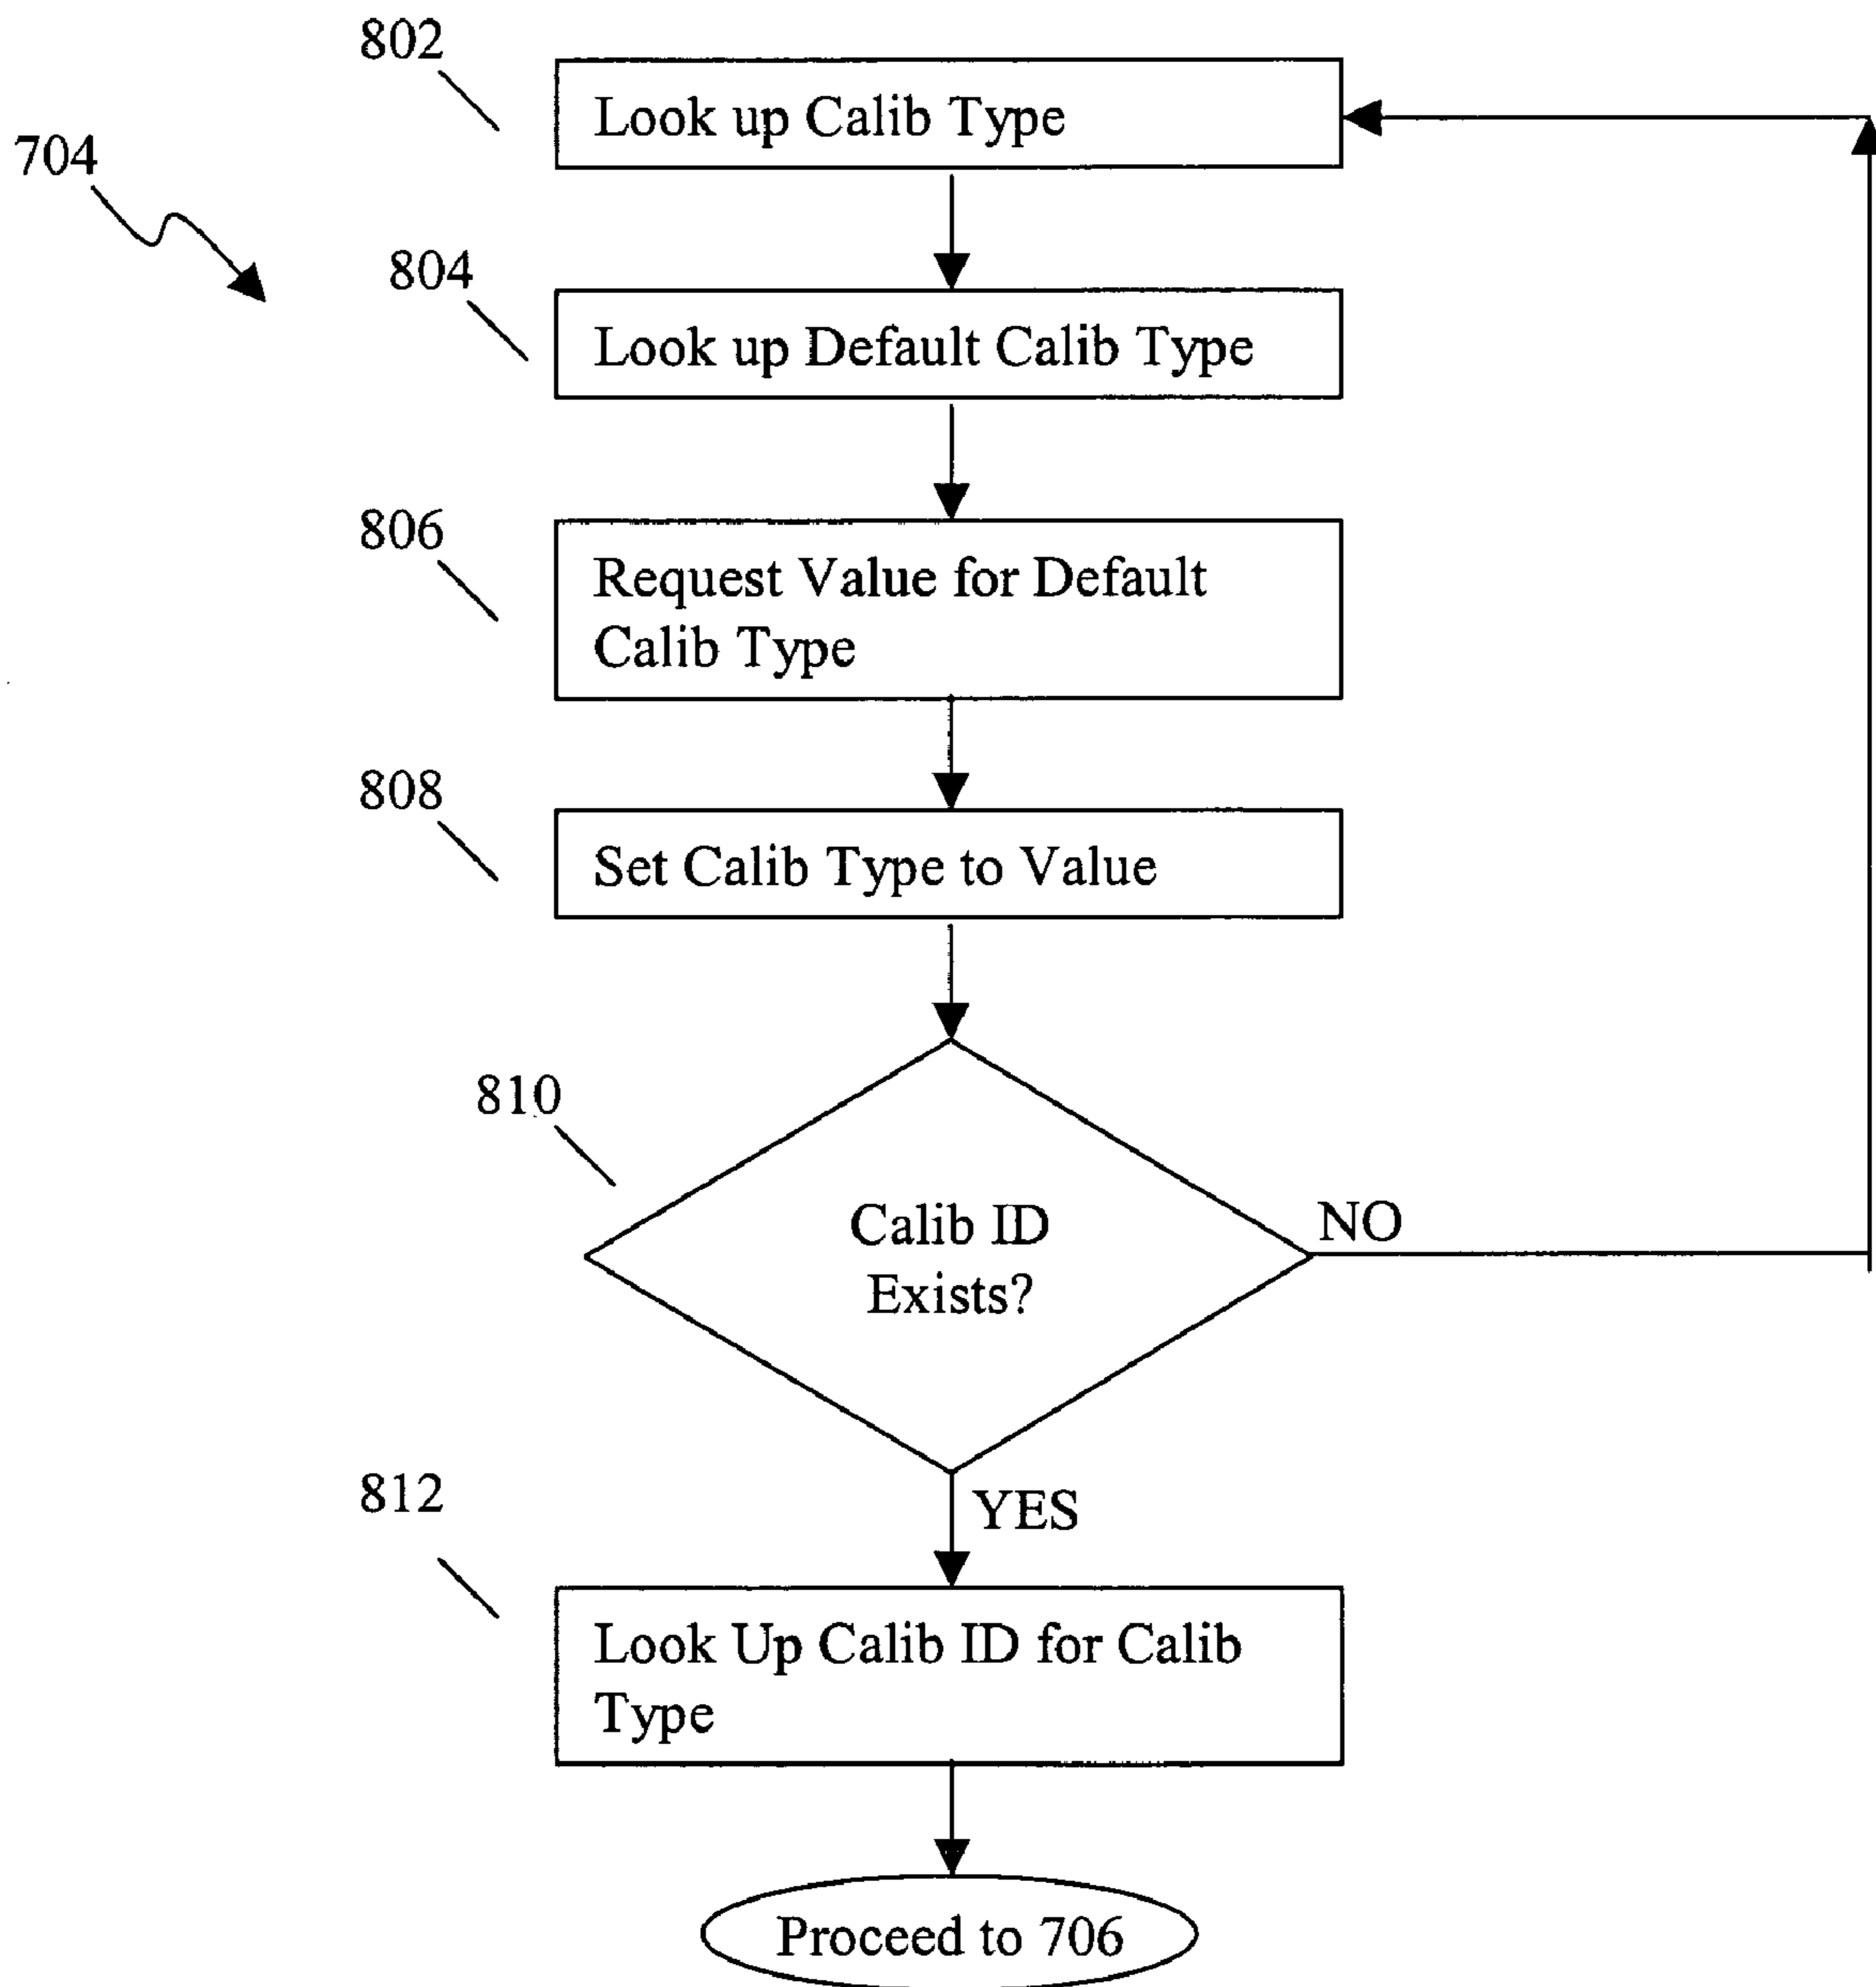 802
Look up Calib Type
704
804
Look up Default Calib Type
806
Request Value for Default
Calib Type
808
Set Calib Type to Value
810
Calib ID
Exists?
NO
812
YES
Look Up Calib ID for Calib
Type
Proceed to 706